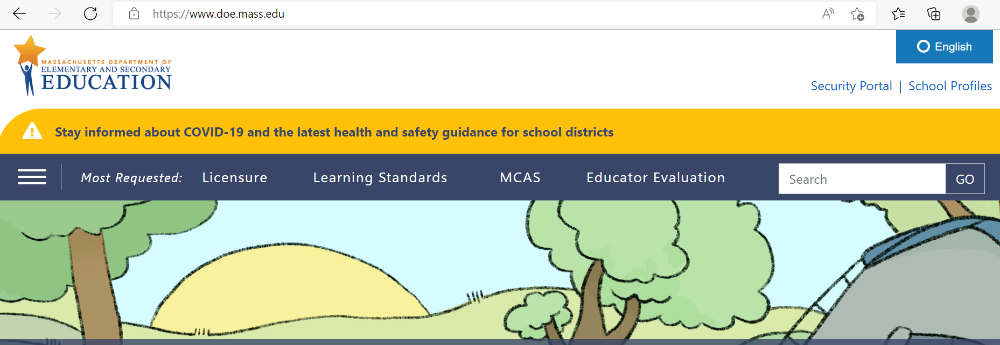 https://www.doe.mass.edu
English
MASSACHUSETTS DEPARTMENT OF
ELEMENTARY AND SECONDARY
EDUCATION
Security Portal | School Profiles
Stay informed about COVID-19 and the latest health and safety guidance for school districts
Most Requested: Licensure Learning Standards MCAS Educator Evaluation Search GO